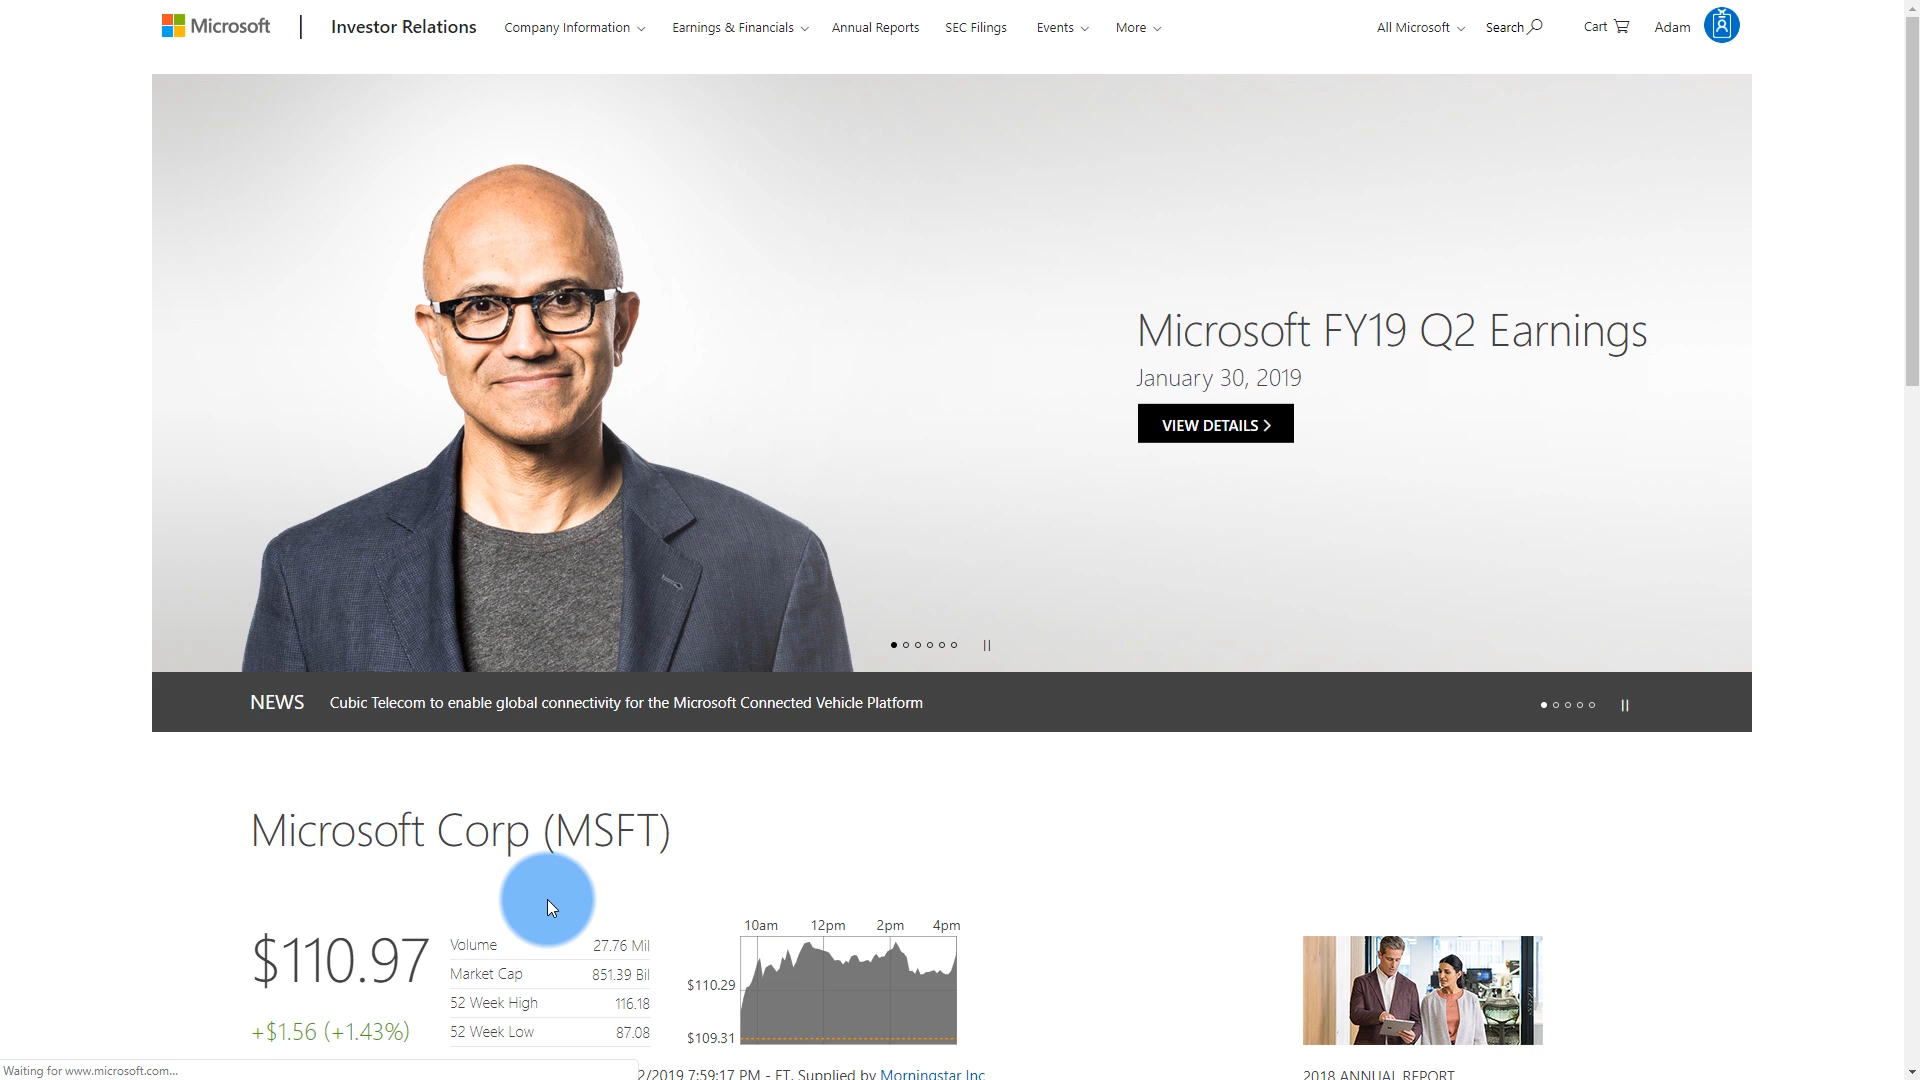 Microsoft
Investor Relations
Company Information
Earnings & Financials
Annual Reports
SEC Filings
Events
More
All Microsoft
Search
Cart
Adam
Microsoft FY19 Q2 Earnings
January 30, 2019
VIEW DETAILS
NEWS
Cubic Telecom to enable global connectivity for the Microsoft Connected Vehicle Platform
Microsoft Corp (MSFT)
$110.97
+$1.56 (+1.43%)
Volume 27.76 Mil
Market Cap 851.39 Bil
52 Week High 116.18
52 Week Low 87.08
10am 12pm 2pm 4pm
$110.29
$109.31
2/2019 7:59:17 PM - ET. Supplied by Morningstar Inc
2018 ANNUAL REPORT
Waiting for www.microsoft.com...